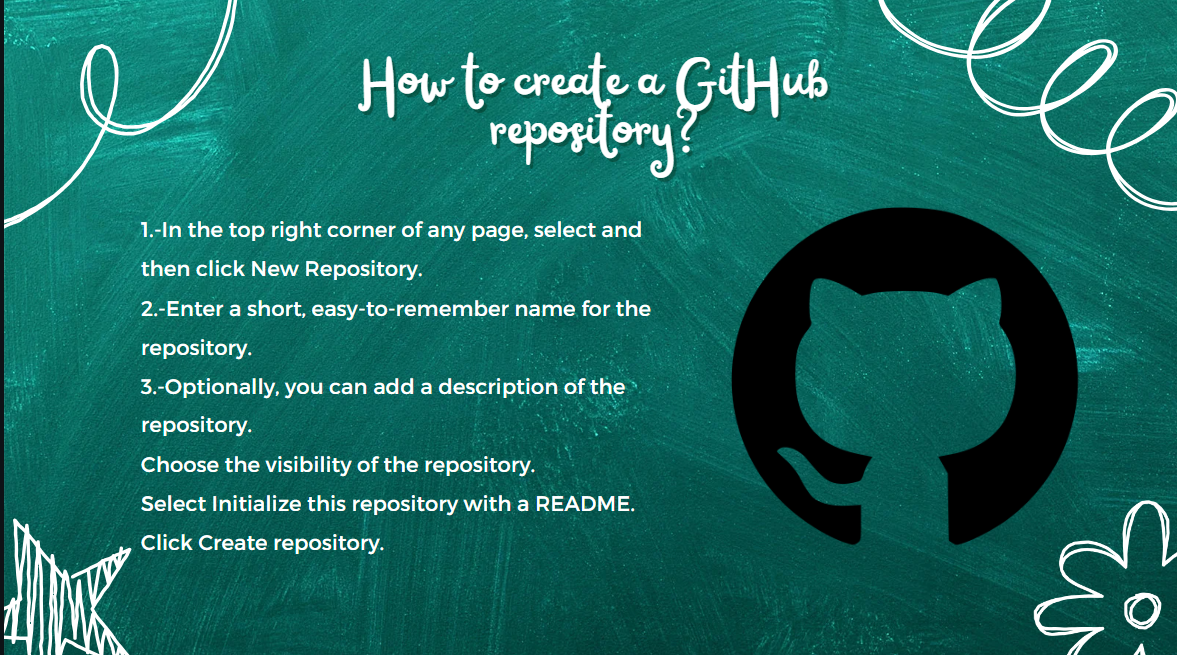 How to create a GitHub
repository?
1.-In the top right corner of any page, select and
then click New Repository.
2.-Enter a short, easy-to-remember name for the
repository.
3.-Optionally, you can add a description of the
repository.
Choose the visibility of the repository.
Select Initialize this repository with a README.
Click Create repository.